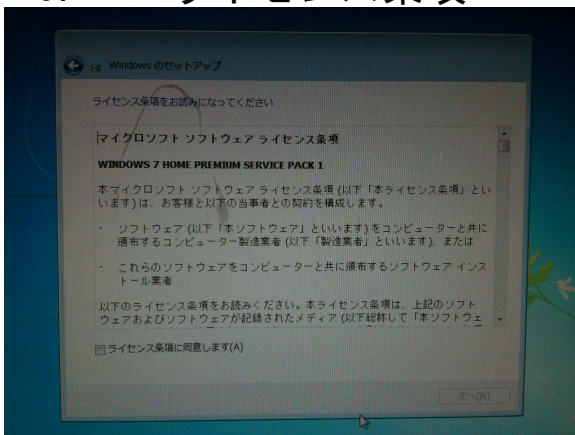 Windows のセットアップ
ライセンス条項をお読みになってください
マイクロソフト ソフトウェア ライセンス条項
WINDOWS 7 HOME PREMIUM SERVICE PACK 1
本マイクロソフト ソフトウェア ライセンス条項 (以下「本ライセンス条項」とい
います) は、お客様と以下の当事者との契約を構成します。
· ソフトウェア (以下「本ソフトウェア」といいます) をコンピューターと共に
頒布するコンピューター製造業者 (以下「製造業者」といいます)、または
· これらのソフトウェアをコンピューターと共に頒布するソフトウェア インス
トール業者
以下のライセンス条項をお読みください。本ライセンス条項は、上記のソフト
ウェアおよびソフトウェアが記録されたメディア (以下総称して「本ソフトウェ
ライセンス条項に同意します(A)
次へ(N)